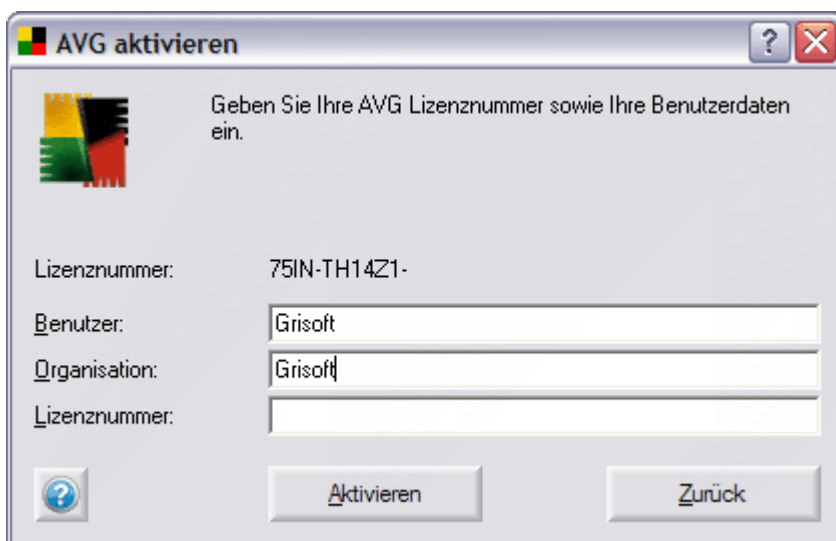 AVG aktivieren
Geben Sie Ihre AVG Lizenznummer sowie Ihre Benutzerdaten
ein.
Lizenznummer: 75IN-TH14Z1-
Benutzer: Grisoft
Organisation: Grisoft
Lizenznummer:
Aktivieren Zurück